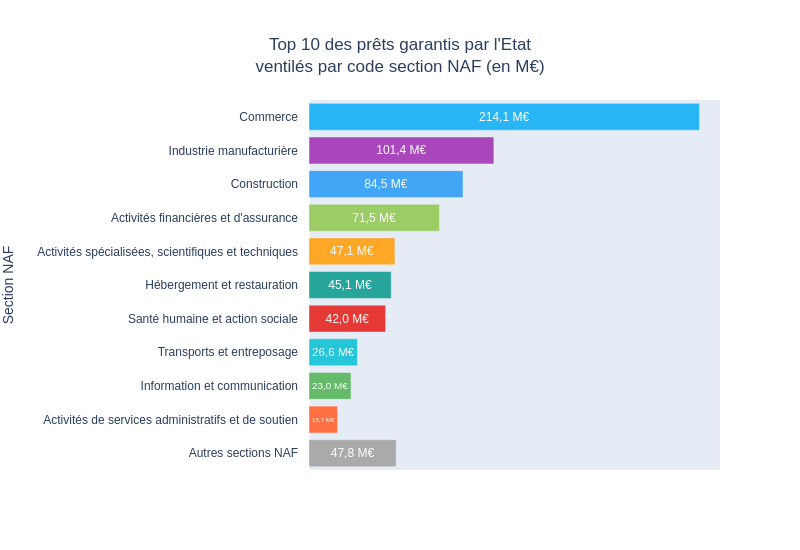 Top 10 des prêts garantis par l'Etat
ventilés par code section NAF (en M€)
Section NAF
Commerce 214,1 M€
Industrie manufacturière 101,4 M€
Construction 84,5 M€
Activités financières et d'assurance 71,5 M€
Activités spécialisées, scientifiques et techniques 47,1 M€
Hébergement et restauration 45,1 M€
Santé humaine et action sociale 42,0 M€
Transports et entreposage 26,6 M€
Information et communication 23,0 M€
Activités de services administratifs et de soutien 15,7 M€
Autres sections NAF 47,8 M€